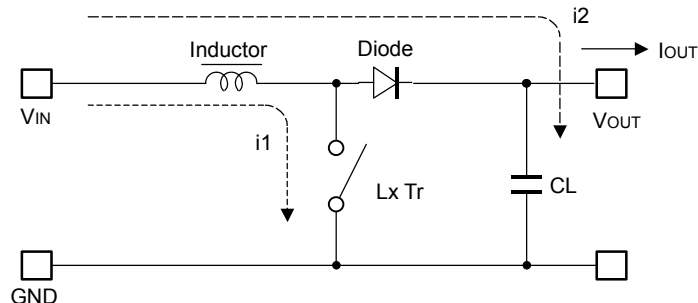 i2
Inductor
Diode
IOUT
VIN
VOUT
i1
Lx Tr
CL
GND